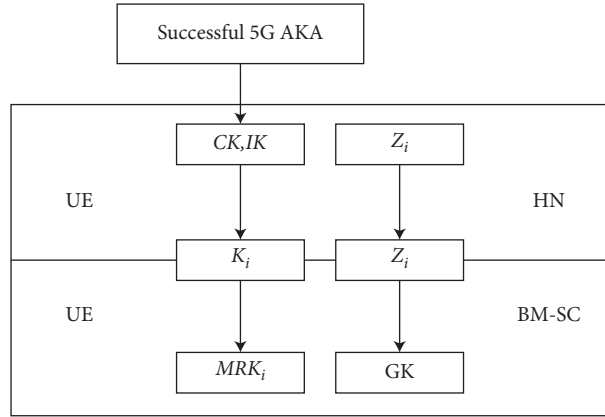 Successful 5G AKA
CK,IK
Z_i
UE
HN
K_i
Z_i
UE
BM-SC
MRK_i
GK